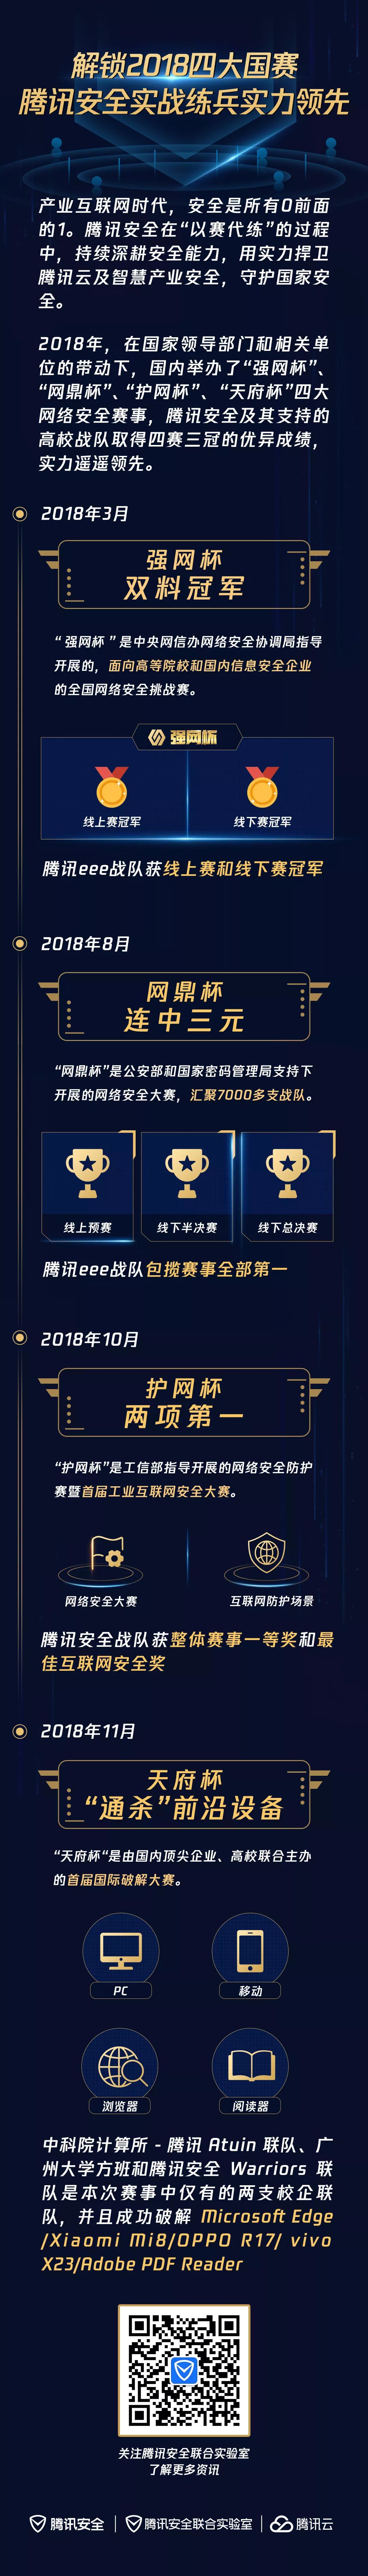 解锁2018四大国赛
腾讯安全实战练兵实力领先
产业互联网时代，安全是所有0前面
的1。腾讯安全在“以赛代练”的过程
中，持续深耕安全能力，用实力捍卫
腾讯云及智慧产业安全，守护国家安
全。
2018年，在国家领导部门和相关单
位的带动下，国内举办了“强网杯”、
“网鼎杯”、“护网杯”、“天府杯”四大
网络安全赛事，腾讯安全及其支持的
高校战队取得四赛三冠的优异成绩，
实力遥遥领先。
2018年3月
强网杯
双料冠军
“强网杯”是中央网信办网络安全协调局指导
开展的，面向高等院校和国内信息安全企业
的全国网络安全挑战赛。
强网杯
线上赛冠军
线下赛冠军
腾讯eee战队获线上赛和线下赛冠军
2018年8月
网鼎杯
连中三元
“网鼎杯”是公安部和国家密码管理局支持下
开展的网络安全大赛，汇聚7000多支战队。
线上预赛
线下半决赛
线下总决赛
腾讯eee战队包揽赛事全部第一
2018年10月
护网杯
两项第一
“护网杯”是工信部指导开展的网络安全防护
赛暨首届工业互联网安全大赛。
网络安全大赛
互联网防护场景
腾讯安全战队获整体赛事一等奖和最
佳互联网安全奖
2018年11月
天府杯
“通杀”前沿设备
“天府杯“是由国内顶尖企业、高校联合主办
的首届国际破解大赛。
PC
移动
浏览器
阅读器
中科院计算所 - 腾讯 Atuin 联队、广
州大学方班和腾讯安全 Warriors 联
队是本次赛事中仅有的两支校企联
队，并且成功破解 Microsoft Edge
/Xiaomi Mi8/OPPO R17/ vivo
X23/Adobe PDF Reader
关注腾讯安全联合实验室
了解更多资讯
腾讯安全
腾讯安全联合实验室
腾讯云